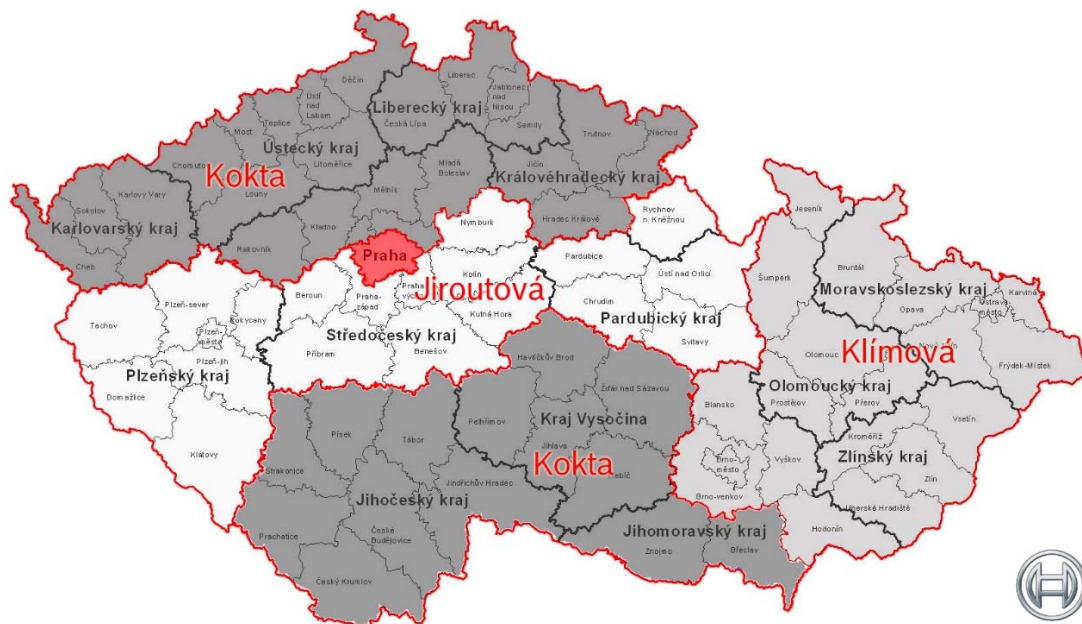 Děčín
Liberec
Ústí
nad
Labem
Liberecký kraj
Jablonec
nad
Nisou
Teplice
Česká Lípa
Semily
Most
Ústecký kraj
Trutnov
Náchod
Litoměřice
Mladá
Boleslav
Jičín
Kokta
Louny
Královéhradecký kraj
Karlovy Vary
Mělník
Sokolov
Karlovarský kraj
Hradec Králové
Rychnov
n. Kněžnou
Jeseník
Kladno
Nymburk
Rakovník
Cheb
Praha
Pardubice
Bruntál
Ústí nad Orlicí
Šumperk
Kolín
Moravskoslezský kraj
Karviná
Plzeň-sever
Beroun
Praha-
západ
Jiroutová
Chrudim
Opava
Ostrava-
město
Tachov
Kutná Hora
Pardubický kraj
Plzeň-
město
Středočeský kraj
Svitavy
Klímová
Benešov
Příbram
Olomouc
Havlíčkův Brod
Frýdek-Místek
Plzeň-jih
Plzeňský kraj
Olomoucký kraj
Žďár nad Sázavou
Domažlice
Blansko
Prostějov
Přerov
Vsetín
Písek
Tábor
Pelhřimov
Kraj Vysočina
Kroměříž
Klatovy
Jihlava
Zlínský kraj
Brno-
město
Vyškov
Kokta
Strakonice
Zlín
Jindřichův Hradec
Brno-venkov
Jihočeský kraj
Uherské Hradiště
Jihomoravský kraj
Hodonín
Prachatice
České
Budějovice
Znojmo
Břeclav
Český Krumlov